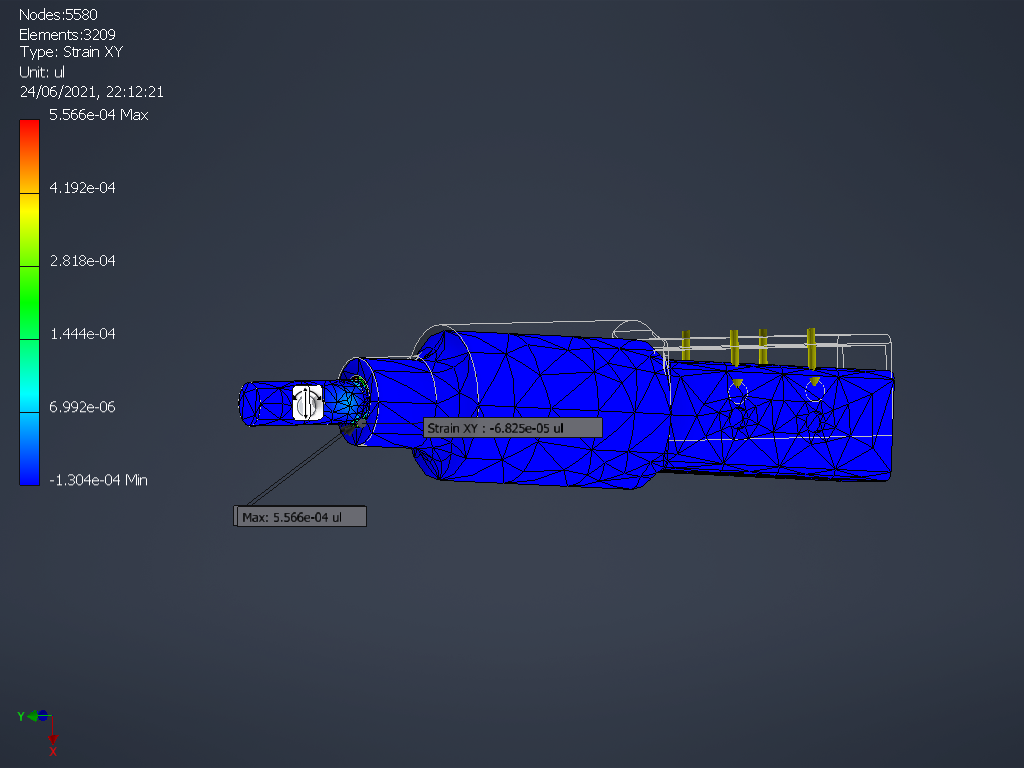 Nodes:5580
Elements:3209
Type: Strain XY
Unit: ul
24/06/2021, 22:12:21
5.566e-04 Max
4.192e-04
2.818e-04
1.444e-04
6.992e-06
-1.304e-04 Min
Strain XY : -6.825e-05 ul
Max: 5.566e-04 ul
Y
X